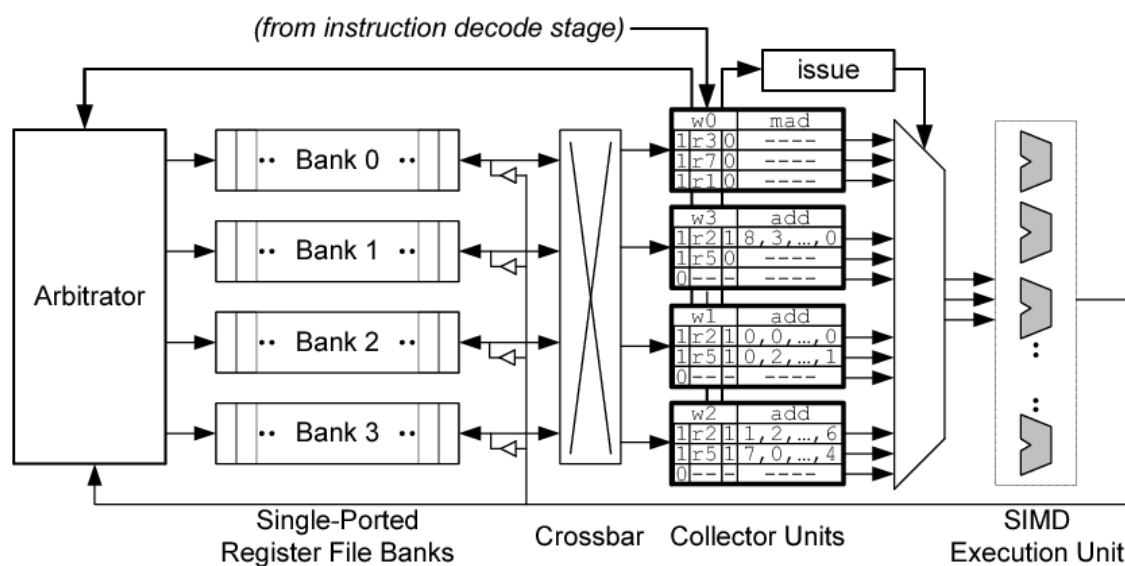 (from instruction decode stage)
issue
Arbitrator
·· Bank 0 ··
·· Bank 1 ··
·· Bank 2 ··
·· Bank 3 ··
w0 mad
1 r3 0 ----
1 r7 0 ----
1 r1 0 ----
w3 add
1 r2 1 8,3,…,0
1 r5 0 ----
0 --- ----
w1 add
1 r2 1 0,0,…,0
1 r5 1 0,2,…,1
0 --- ----
w2 add
1 r2 1 1,2,…,6
1 r5 1 7,0,…,4
0 --- ----
Single-Ported
Register File Banks
Crossbar
Collector Units
SIMD
Execution Unit